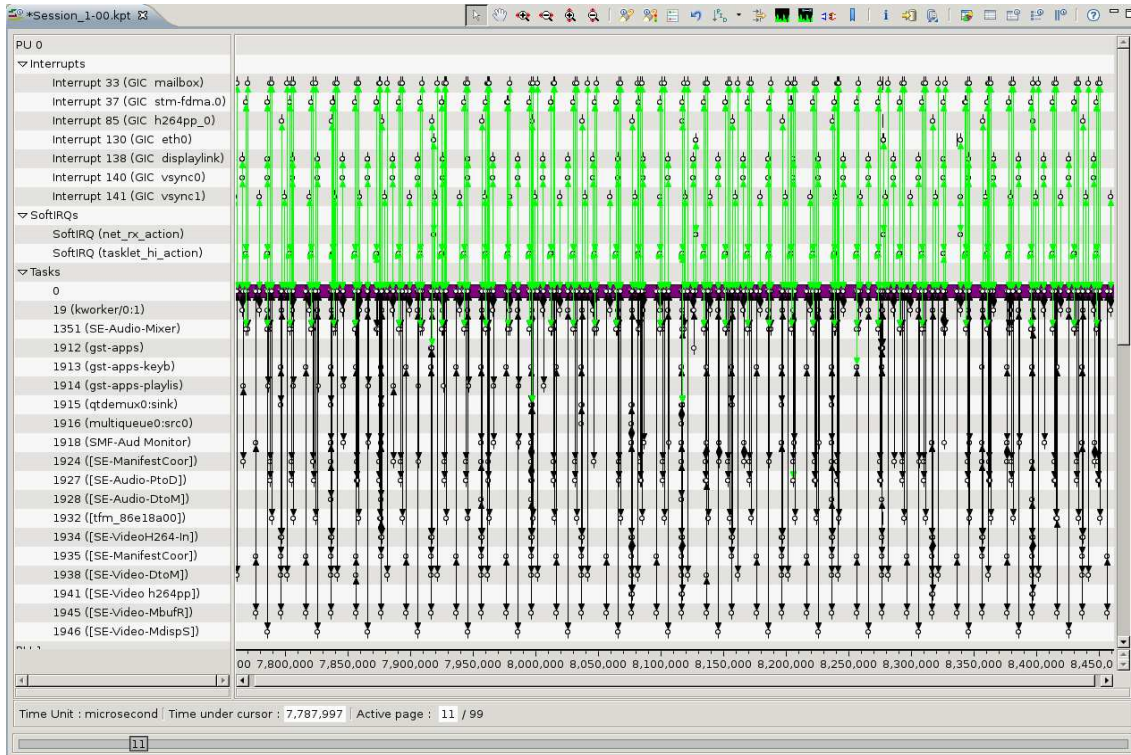 *Session_1-00.kpt
PU 0
Interrupts
Interrupt 33 (GIC mailbox)
Interrupt 37 (GIC stm-fdma.0)
Interrupt 85 (GIC h264pp_0)
Interrupt 130 (GIC eth0)
Interrupt 138 (GIC displaylink)
Interrupt 140 (GIC vsync0)
Interrupt 141 (GIC vsync1)
SoftIRQs
SoftIRQ (net_rx_action)
SoftIRQ (tasklet_hi_action)
Tasks
0
19 (kworker/0:1)
1351 (SE-Audio-Mixer)
1912 (gst-apps)
1913 (gst-apps-keyb)
1914 (gst-apps-playlis)
1915 (qtdemux0:sink)
1916 (multiqueue0:src0)
1918 (SMF-Aud Monitor)
1924 ([SE-ManifestCoor])
1927 ([SE-Audio-PtoD])
1928 ([SE-Audio-DtoM])
1932 ([tfm_86e18a00])
1934 ([SE-VideoH264-In])
1935 ([SE-ManifestCoor])
1938 ([SE-Video-DtoM])
1941 ([SE-Video h264pp])
1945 ([SE-Video-MbufR])
1946 ([SE-Video-MdispS])
00 7,800,000 7,850,000 7,900,000 7,950,000 8,000,000 8,050,000 8,100,000 8,150,000 8,200,000 8,250,000 8,300,000 8,350,000 8,400,000 8,450,0
Time Unit : microsecond Time under cursor : 7,787,997 Active page : 11 / 99
11